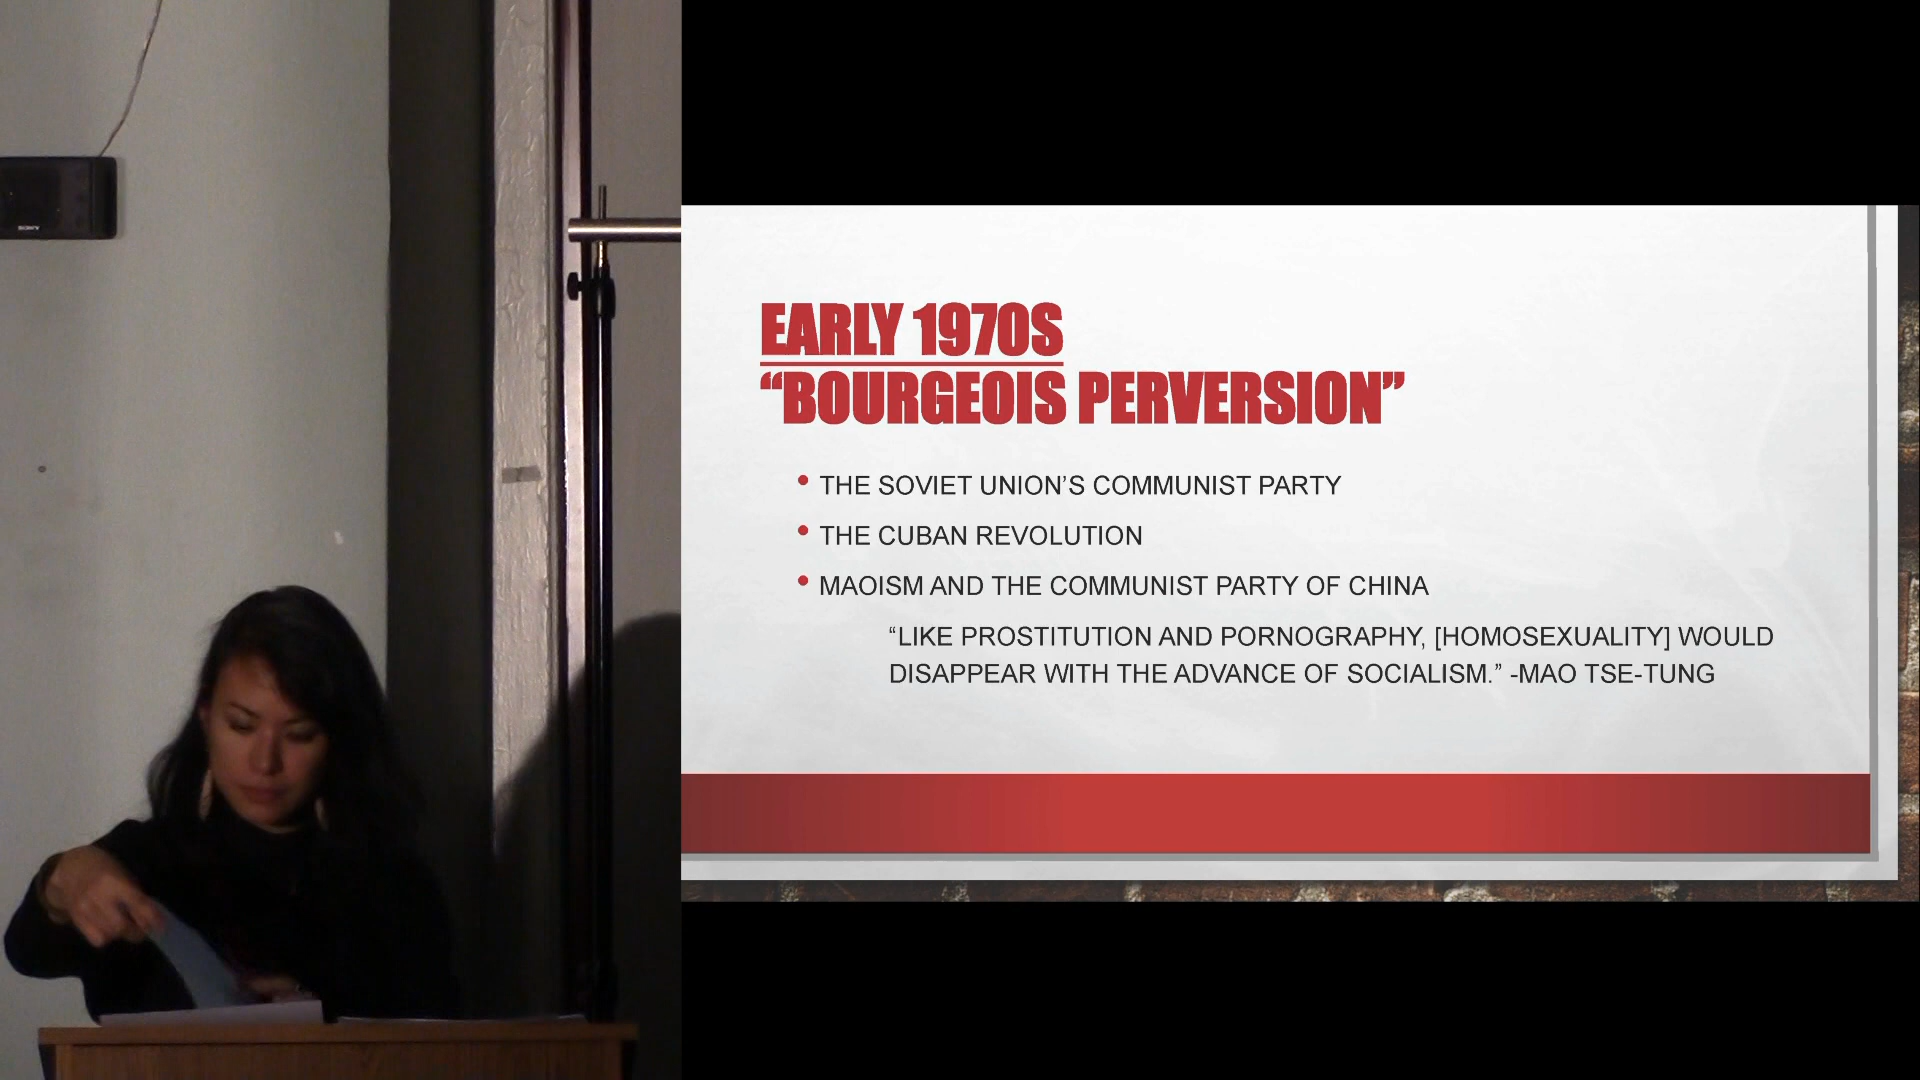 SONY
EARLY 1970S
“BOURGEOIS PERVERSION”
• THE SOVIET UNION’S COMMUNIST PARTY
• THE CUBAN REVOLUTION
• MAOISM AND THE COMMUNIST PARTY OF CHINA
“LIKE PROSTITUTION AND PORNOGRAPHY, [HOMOSEXUALITY] WOULD
DISAPPEAR WITH THE ADVANCE OF SOCIALISM.” -MAO TSE-TUNG